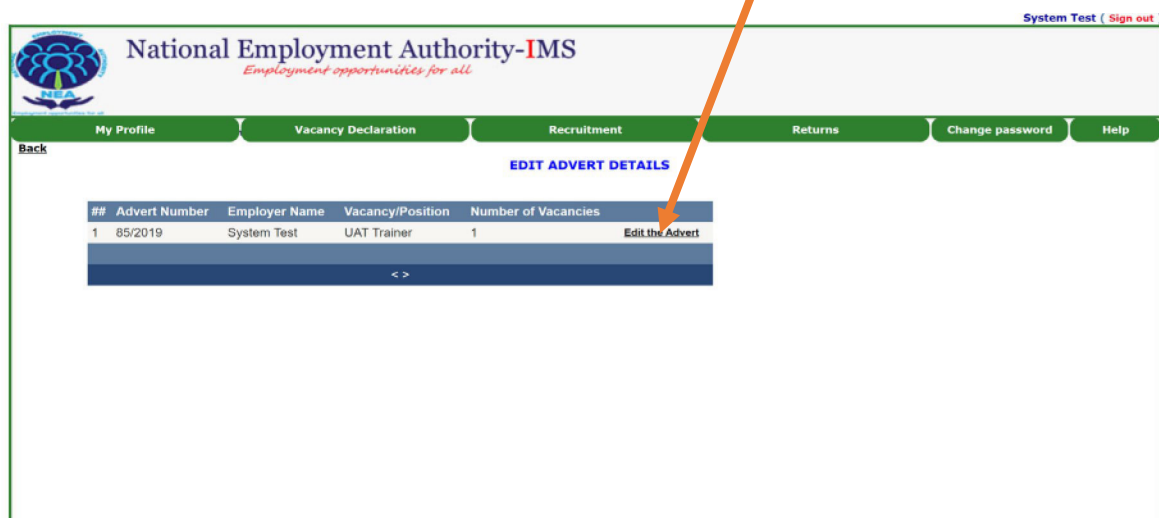 System Test ( Sign out
National Employment Authority-IMS
Employment opportunities for all
NEA
My Profile Vacancy Declaration Recruitment Returns Change password Help
Back
EDIT ADVERT DETAILS
## Advert Number Employer Name Vacancy/Position Number of Vacancies
1 85/2019 System Test UAT Trainer 1 Edit the Advert
< >